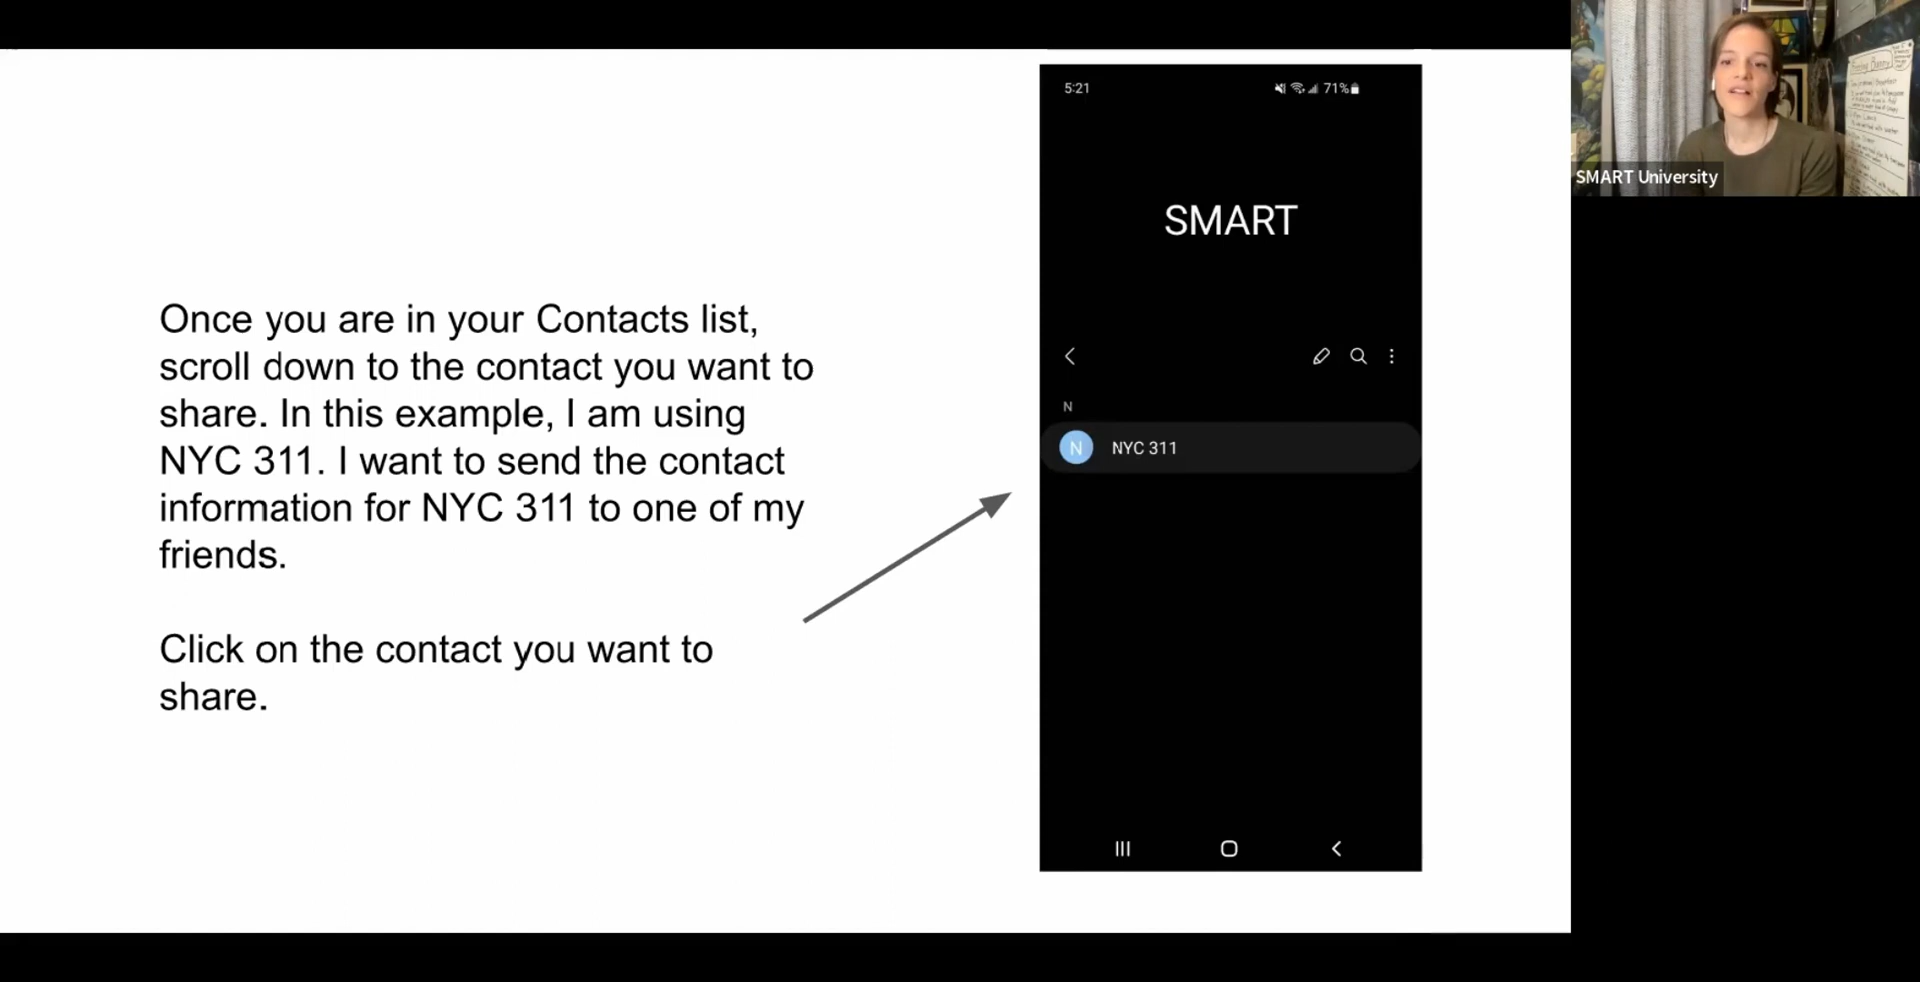 Once you are in your Contacts list,
scroll down to the contact you want to
share. In this example, I am using
NYC 311. I want to send the contact
information for NYC 311 to one of my
friends.
Click on the contact you want to
share.
5:21
71%
SMART
N
N
NYC 311
SMART University